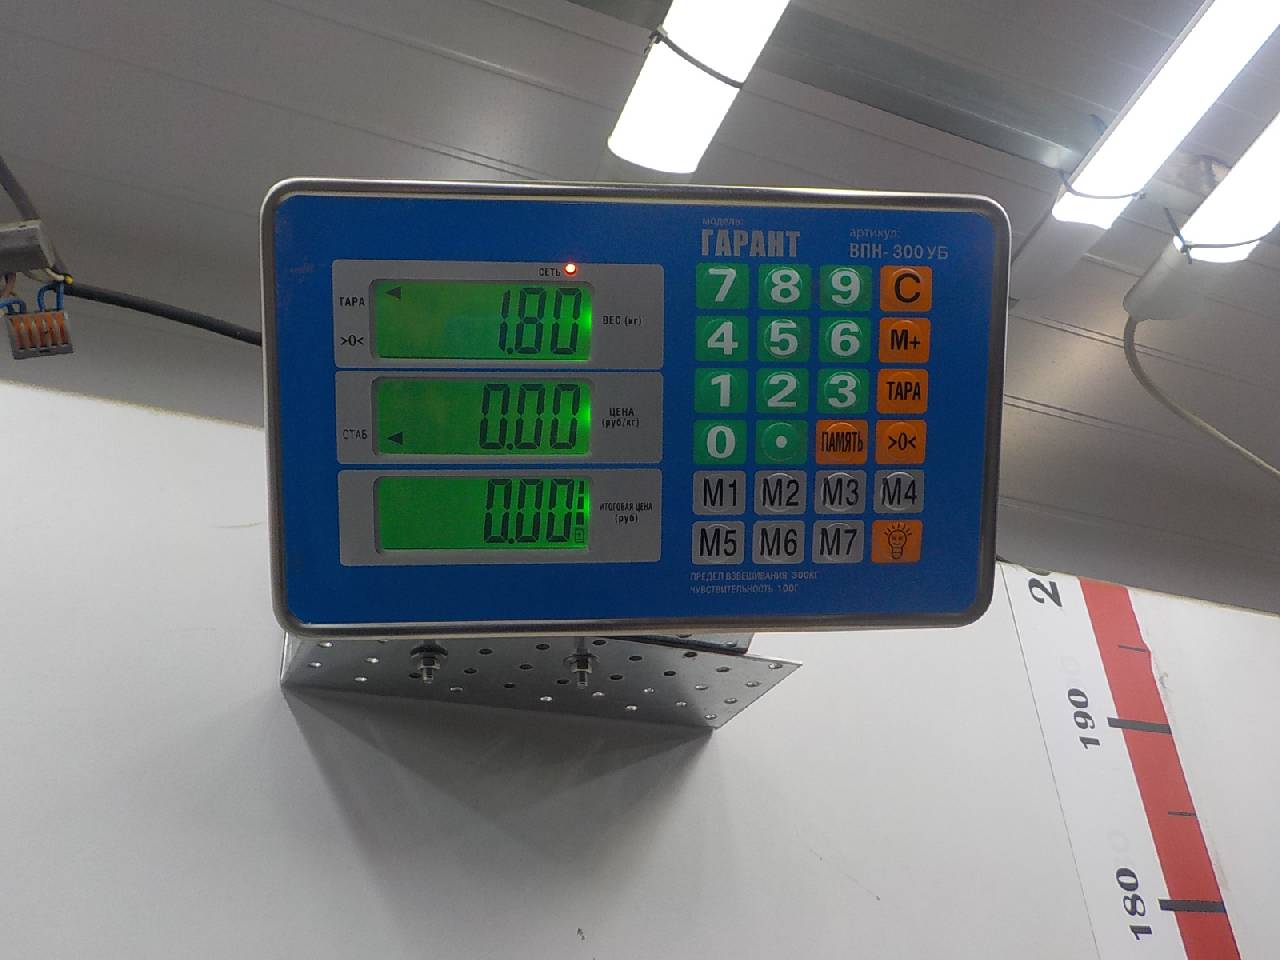 модель:
ГАРАНТ
артикул:
ВПН-300УБ
СЕТЬ
ТАРА
>0<
1.80
ВЕС (кг)
СТАБ
0.00
ЦЕНА
(руб/кг)
0.00
ИТОГОВАЯ ЦЕНА
(руб)
7 8 9 C
4 5 6 M+
1 2 3 ТАРА
0 . ПАМЯТЬ >0<
M1 M2 M3 M4
M5 M6 M7
ПРЕДЕЛ ВЗВЕШИВАНИЯ 300КГ
ЧУВСТВИТЕЛЬНОСТЬ 100Г
190
180